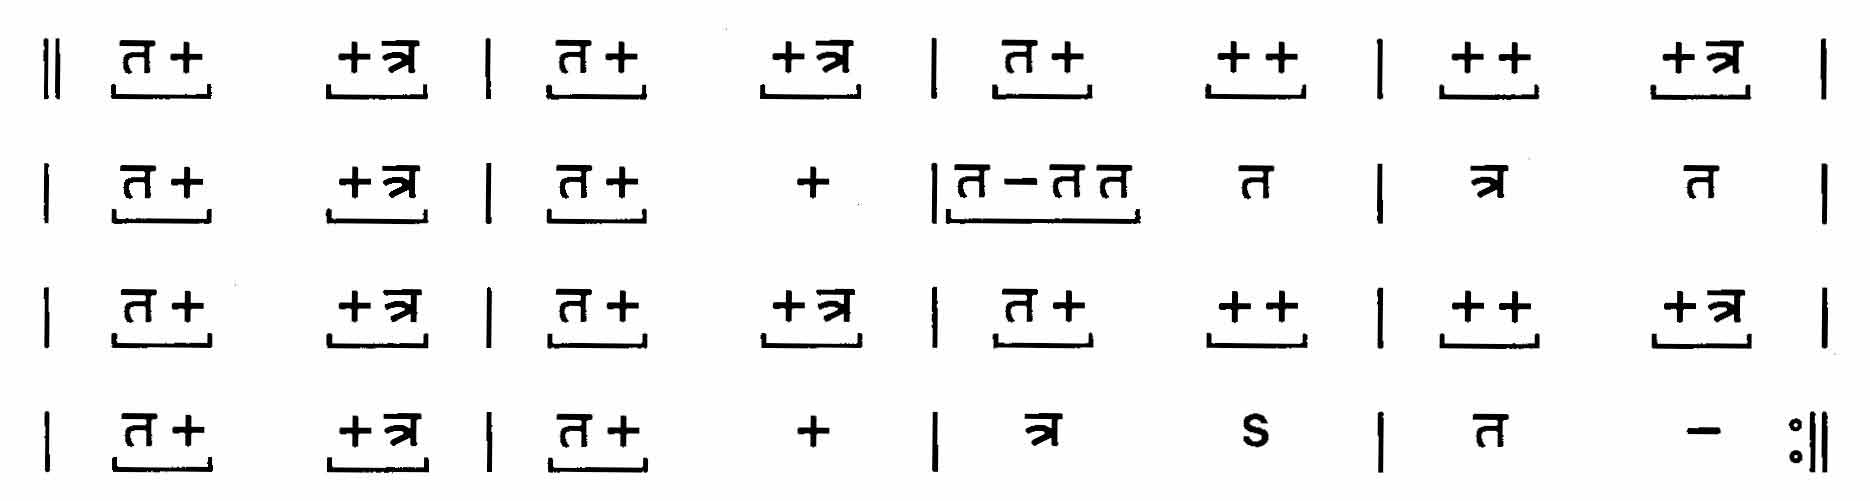 ‖ त + + त्र | त + + त्र | त + + + | + + + त्र |
| त + + त्र | त + + | त – त त त | त्र त |
| त + + त्र | त + + त्र | त + + + | + + + त्र |
| त + + त्र | त + + | त्र S | त – :‖